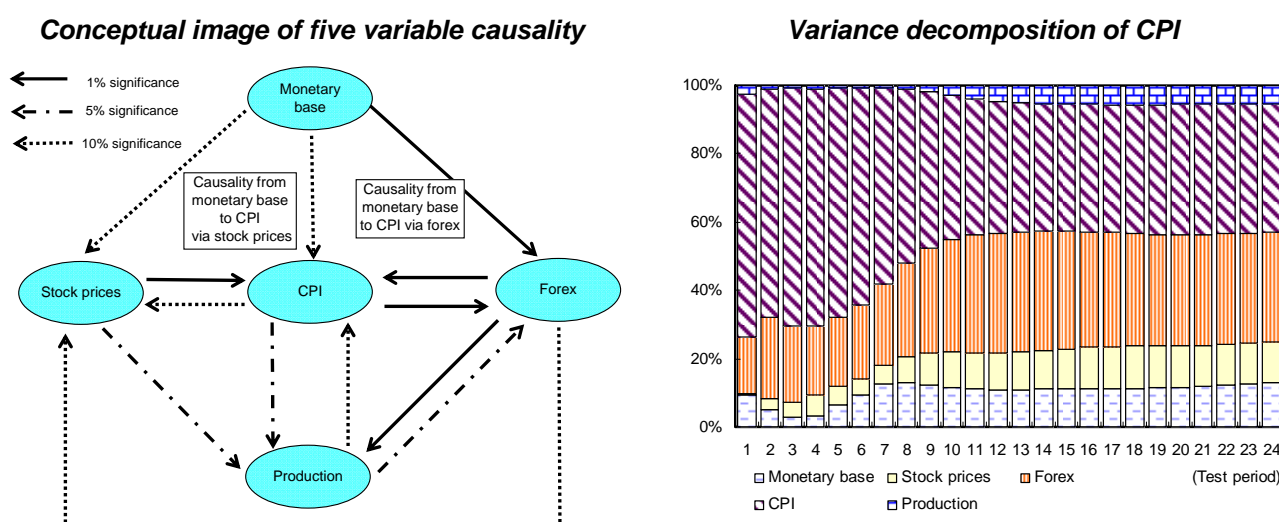 Conceptual image of five variable causality
1% significance
5% significance
10% significance
Monetary
base
Causality from
monetary base
to CPI
via stock prices
Causality from
monetary base
to CPI via forex
Stock prices
CPI
Forex
Production
Variance decomposition of CPI
100%
80%
60%
40%
20%
0%
1 2 3 4 5 6 7 8 9 10 11 12 13 14 15 16 17 18 19 20 21 22 23 24
Monetary base Stock prices Forex (Test period)
CPI Production